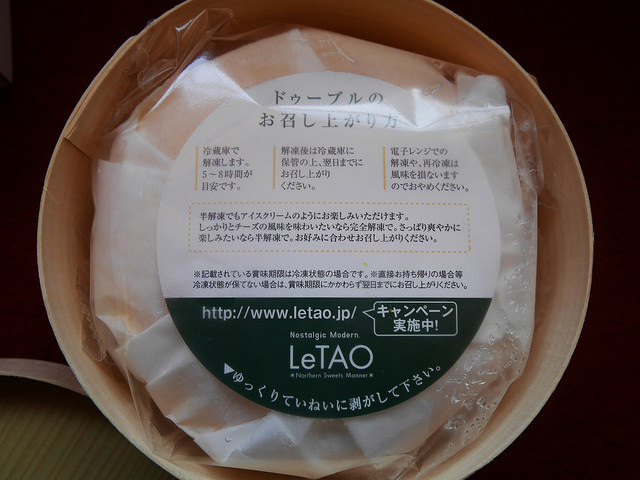 ドゥーブルの
お召し上がり方
冷蔵庫で
解凍します。
5～8時間が
目安です。
解凍後は冷蔵庫に
保管の上、翌日までに
お召し上がり
ください。
電子レンジでの
解凍や、再冷凍は
風味を損ないます
のでおやめください。
半解凍でもアイスクリームのようにお楽しみいただけます。
しっかりとチーズの風味を味わいたいなら完全解凍で。さっぱり爽やかに
楽しみたいなら半解凍で。お好みに合わせお召し上がりください。
※記載されている賞味期限は冷凍状態の場合です。※直接お持ち帰りの場合等
冷凍状態が保てない場合は、賞味期限にかかわらず翌日までにお召し上がりください。
http://www.letao.jp/
キャンペーン
実施中!
Nostalgic Modern.
LeTAO
＊Northern Sweets Manner＊
▶ゆっくりていねいに剥がして下さい。